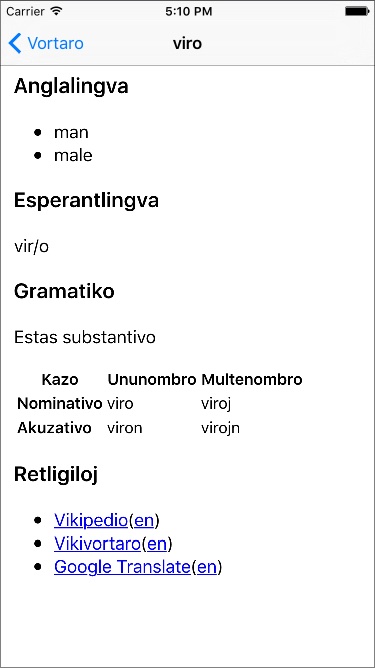 Carrier 5:10 PM
Vortaro viro
Anglalingva
• man
• male
Esperantlingva
vir/o
Gramatiko
Estas substantivo
Kazo Ununombro Multenombro
Nominativo viro viroj
Akuzativo viron virojn
Retligiloj
• Vikipedio(en)
• Vikivortaro(en)
• Google Translate(en)